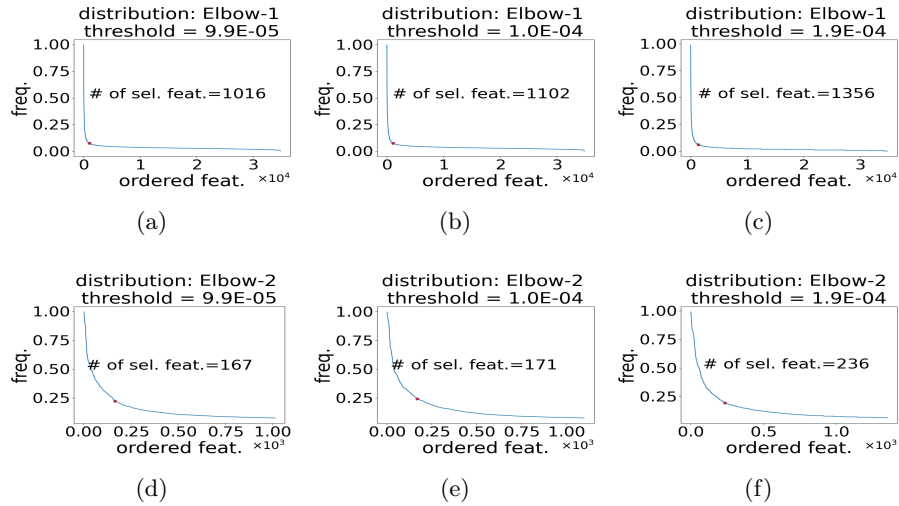 distribution: Elbow-1
threshold = 9.9E-05
1.00
0.75
0.50
0.25
0.00
freq.
# of sel. feat.=1016
0 1 2 3
ordered feat. ×10⁴
(a)
distribution: Elbow-1
threshold = 1.0E-04
1.00
0.75
0.50
0.25
0.00
freq.
# of sel. feat.=1102
0 1 2 3
ordered feat. ×10⁴
(b)
distribution: Elbow-1
threshold = 1.9E-04
1.00
0.75
0.50
0.25
0.00
freq.
# of sel. feat.=1356
0 1 2 3
ordered feat. ×10⁴
(c)
distribution: Elbow-2
threshold = 9.9E-05
1.00
0.75
0.50
0.25
freq.
# of sel. feat.=167
0.00 0.25 0.50 0.75 1.00
ordered feat. ×10³
(d)
distribution: Elbow-2
threshold = 1.0E-04
1.00
0.75
0.50
0.25
freq.
# of sel. feat.=171
0.00 0.25 0.50 0.75 1.00
ordered feat. ×10³
(e)
distribution: Elbow-2
threshold = 1.9E-04
1.00
0.75
0.50
0.25
freq.
# of sel. feat.=236
0.0 0.5 1.0
ordered feat. ×10³
(f)